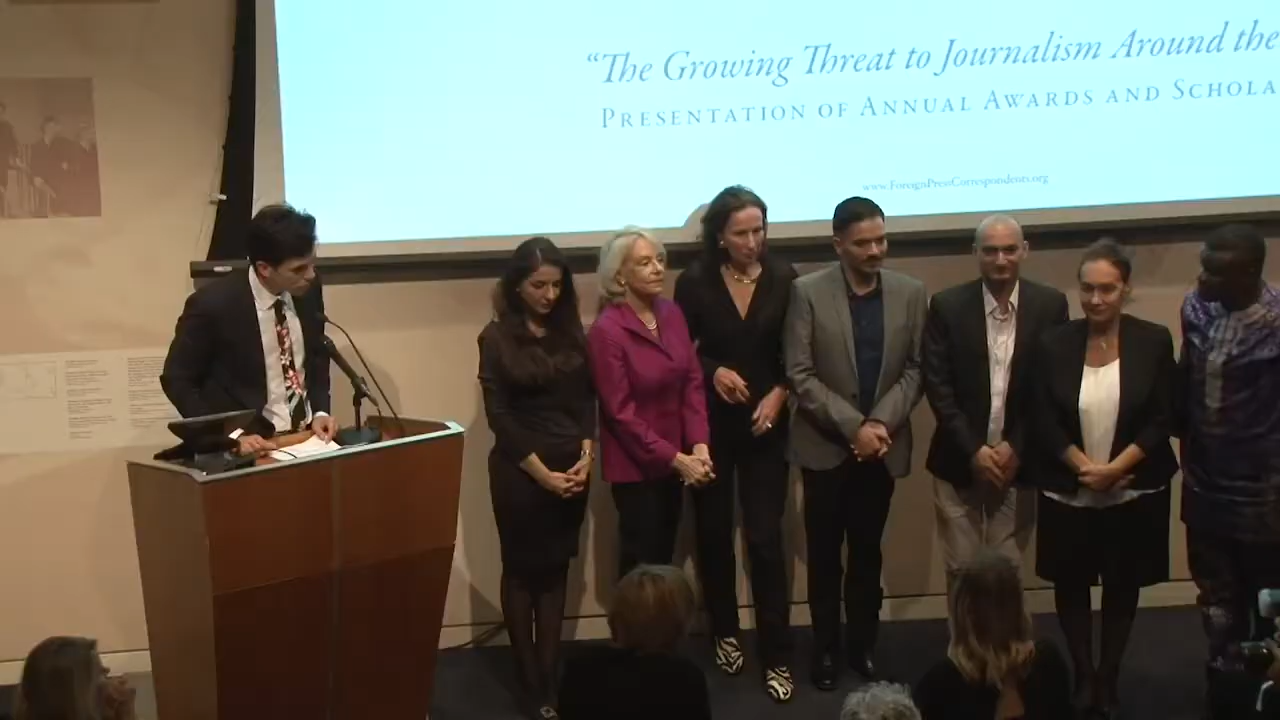 “The Growing Threat to Journalism Around the
Presentation of Annual Awards and Schola
www.ForeignPressCorrespondents.org